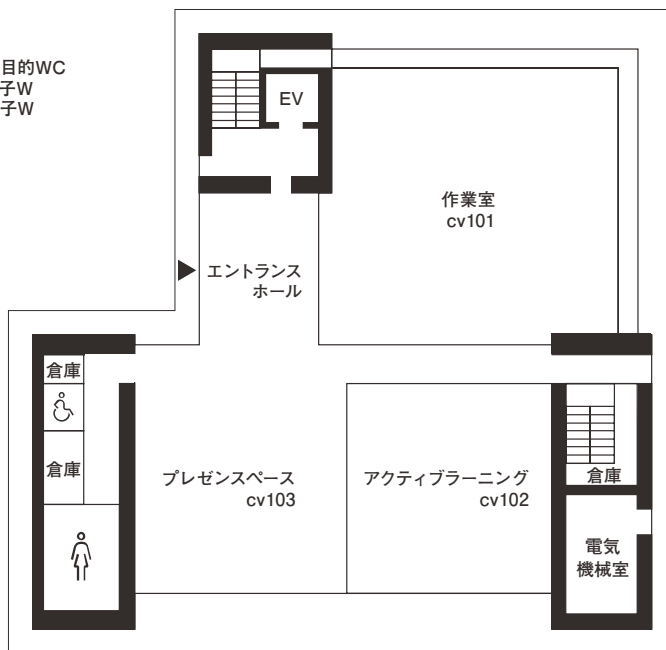 目的WC
子W
子W
EV
作業室
cv101
エントランス
ホール
倉庫
倉庫
プレゼンスペース
cv103
アクティブラーニング
cv102
倉庫
電気
機械室